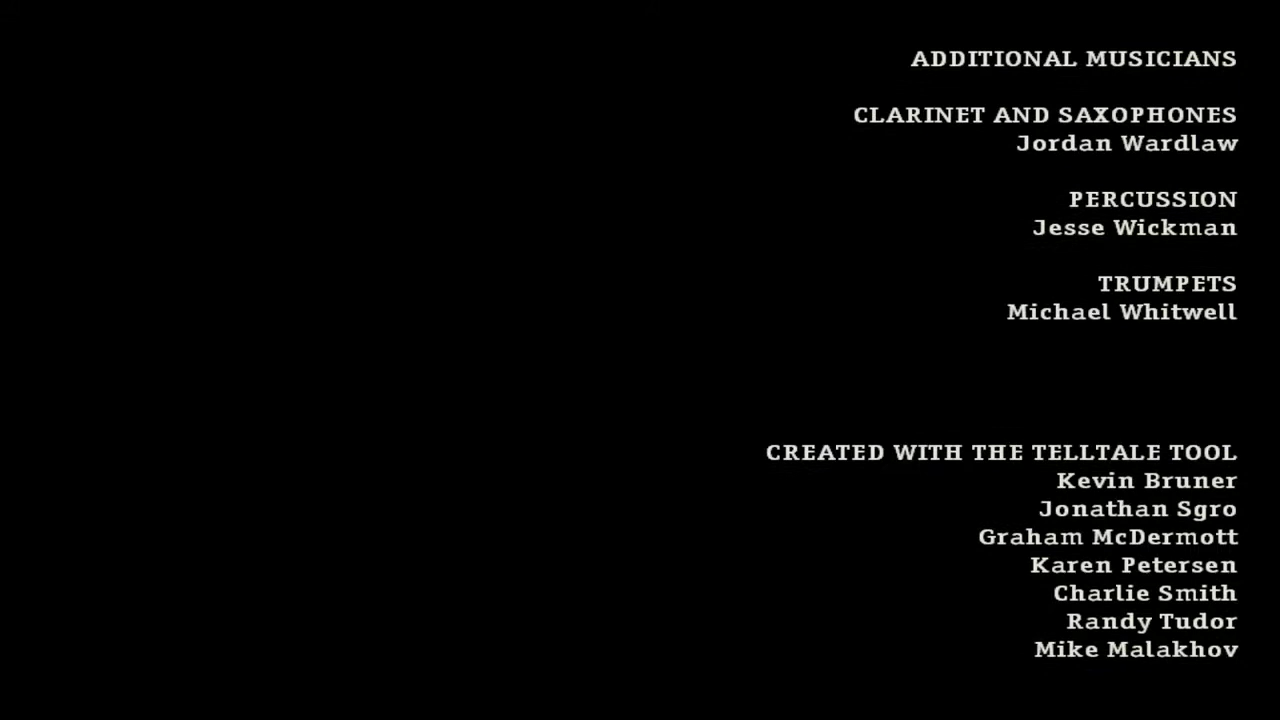 ADDITIONAL MUSICIANS
CLARINET AND SAXOPHONES
Jordan Wardlaw
PERCUSSION
Jesse Wickman
TRUMPETS
Michael Whitwell
CREATED WITH THE TELLTALE TOOL
Kevin Bruner
Jonathan Sgro
Graham McDermott
Karen Petersen
Charlie Smith
Randy Tudor
Mike Malakhov